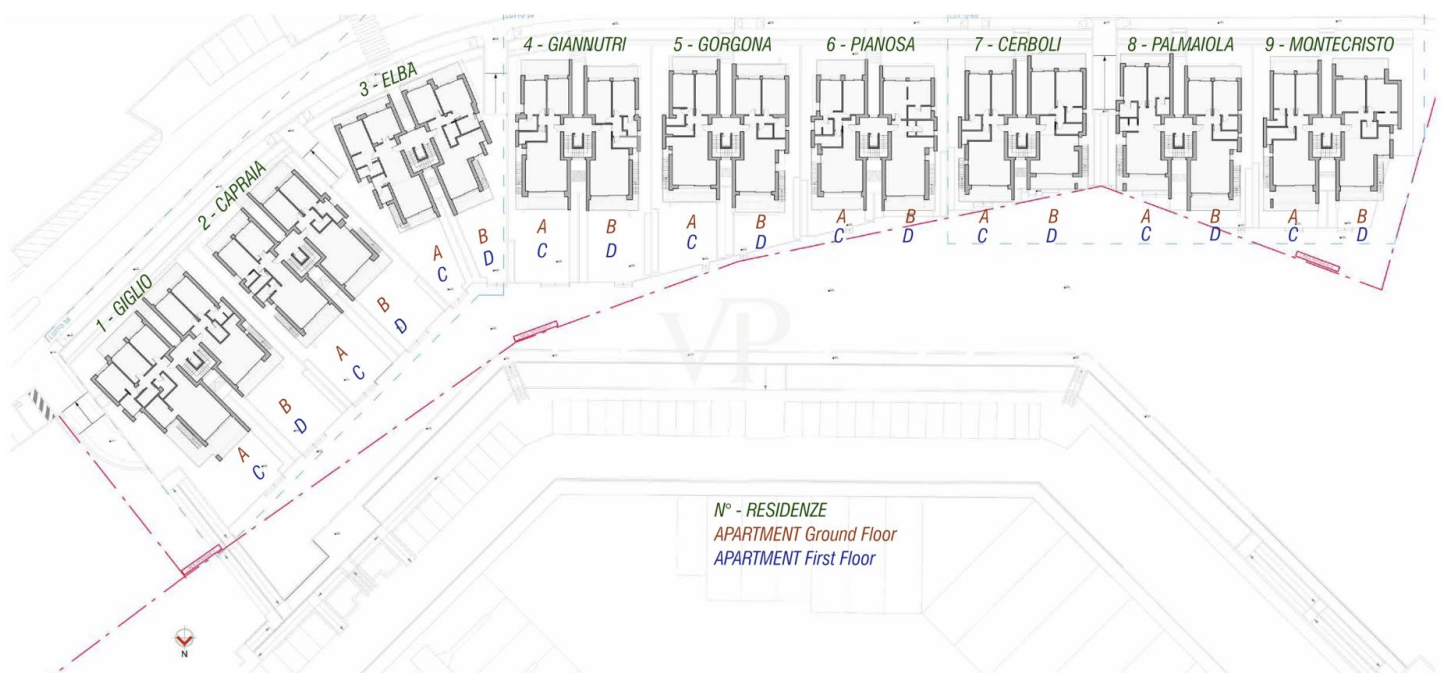 4 - GIANNUTRI
5 - GORGONA
6 - PIANOSA
7 - CERBOLI
8 - PALMAIOLA
9 - MONTECRISTO
3 - ELBA
2 - CAPRAIA
1 - GIGLIO
A
C
B
D
A
C
B
D
A
C
B
D
A
C
B
D
A
C
B
D
A
C
B
D
A
C
B
D
A
C
B
D
A
C
B
D
VP
N° - RESIDENZE
APARTMENT Ground Floor
APARTMENT First Floor
N